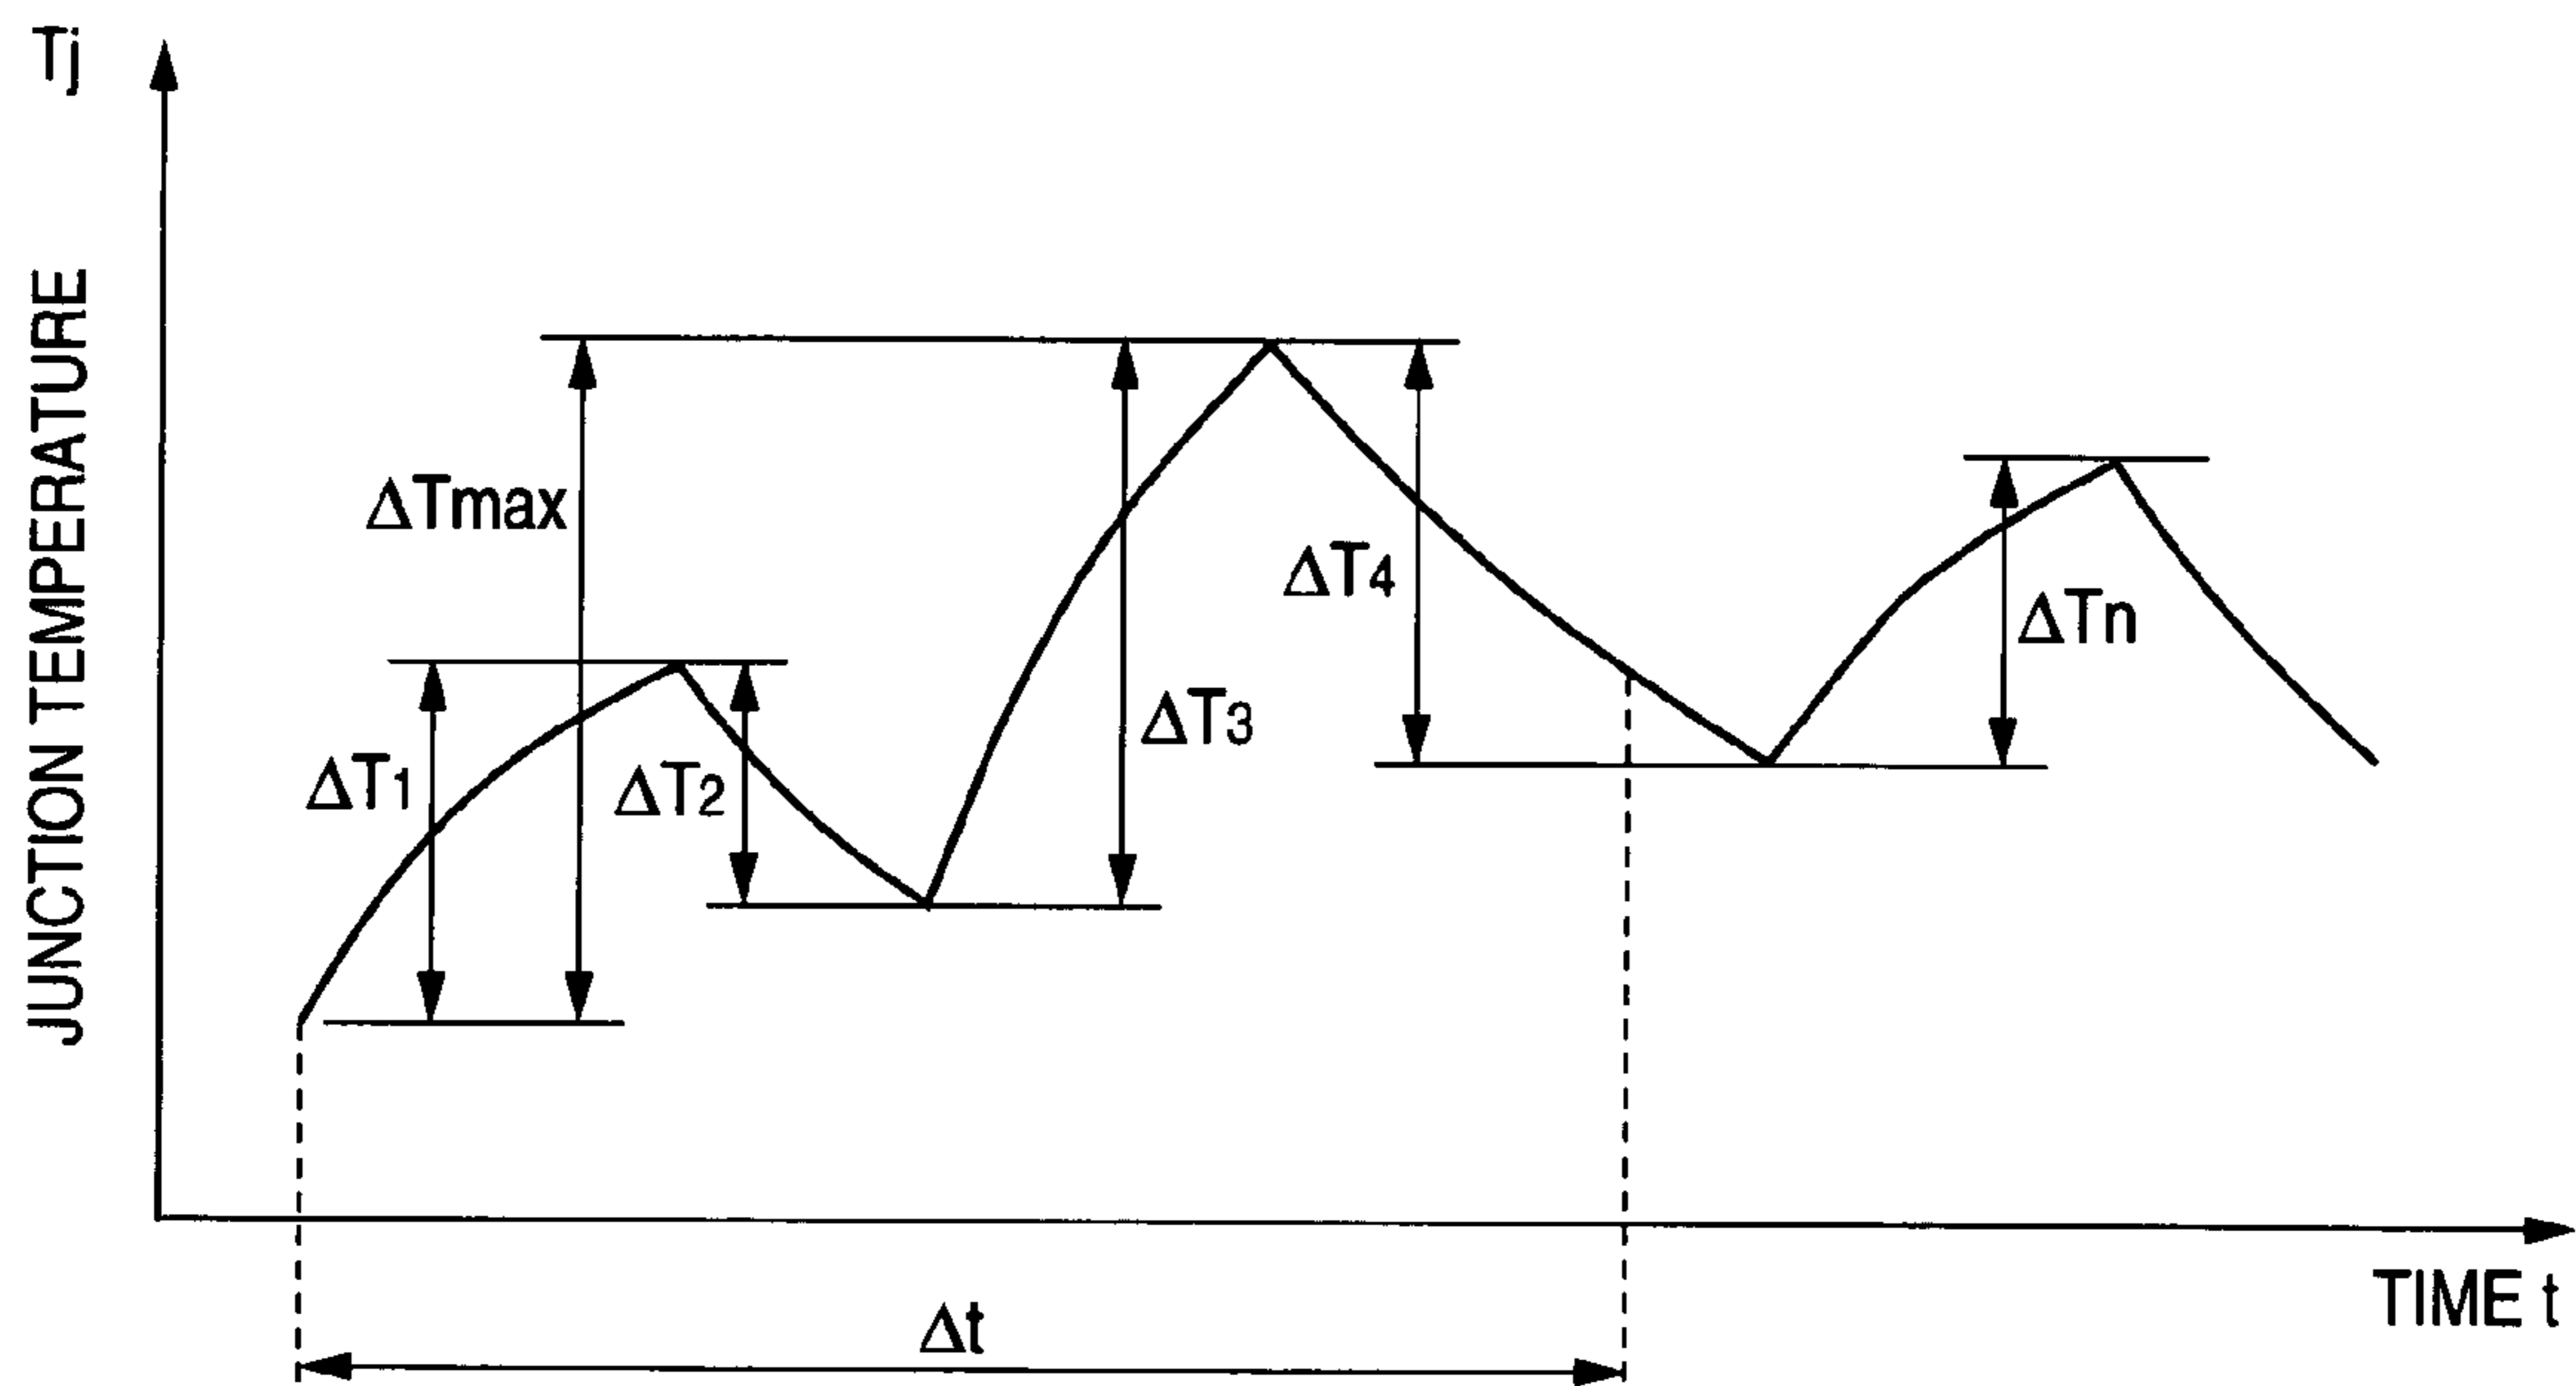 Tj
JUNCTION TEMPERATURE
ΔTmax
ΔT1
ΔT2
ΔT3
ΔT4
ΔTn
TIME t
Δt